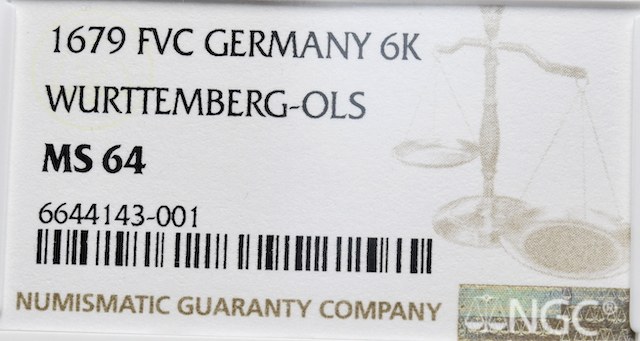 1679 FVC GERMANY 6K
WURTTEMBERG-OLS
MS 64
6644143-001
NUMISMATIC GUARANTY COMPANY
NGC®